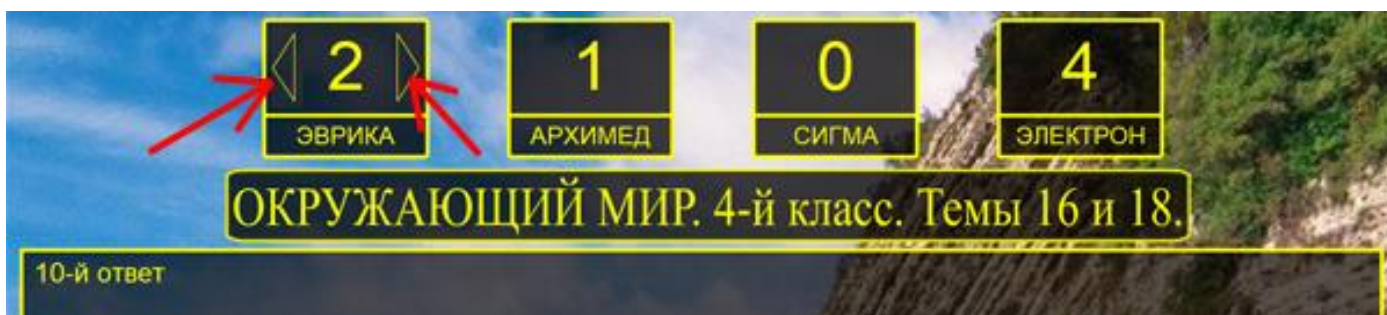 2 1 0 4
ЭВРИКА АРХИМЕД СИГМА ЭЛЕКТРОН
ОКРУЖАЮЩИЙ МИР. 4-й класс. Темы 16 и 18.
10-й ответ